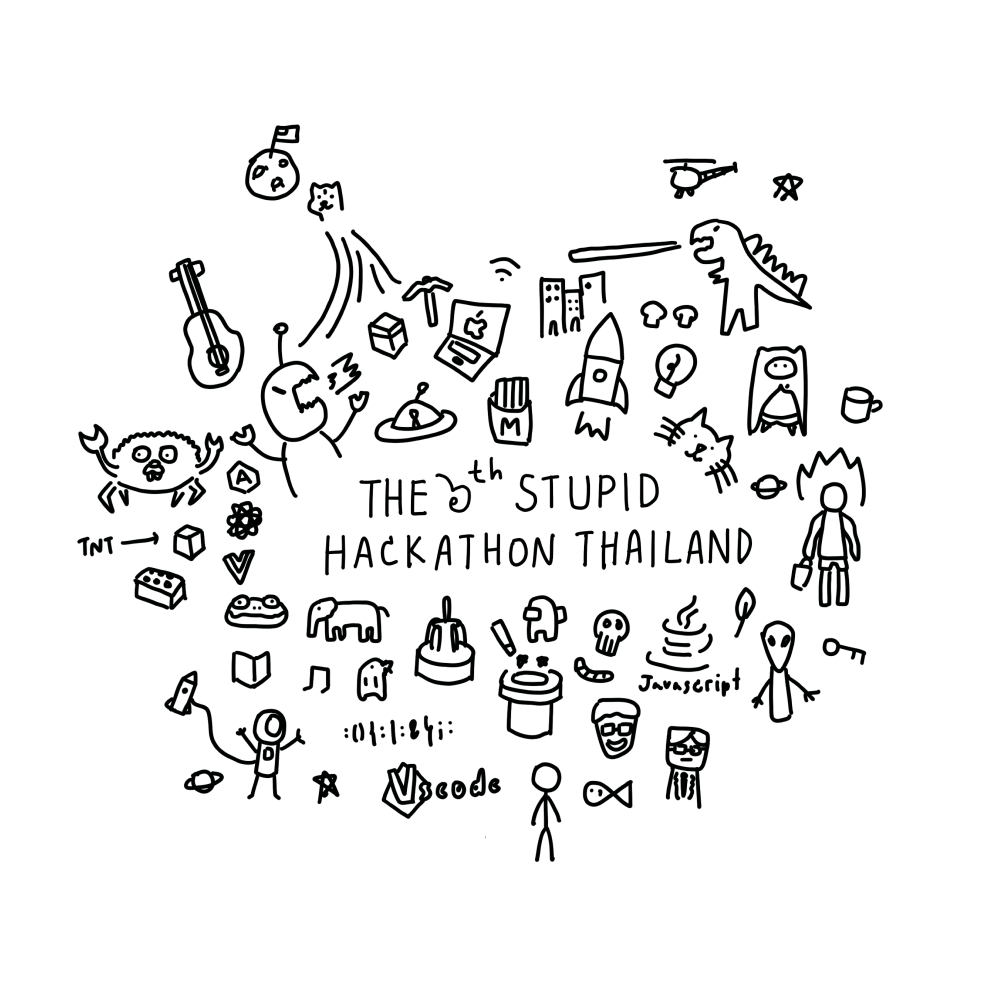 THE ๖th STUPID
HACKATHON THAILAND
M
A
TNT →
Javascript
:(){:|:&};:
Vscode